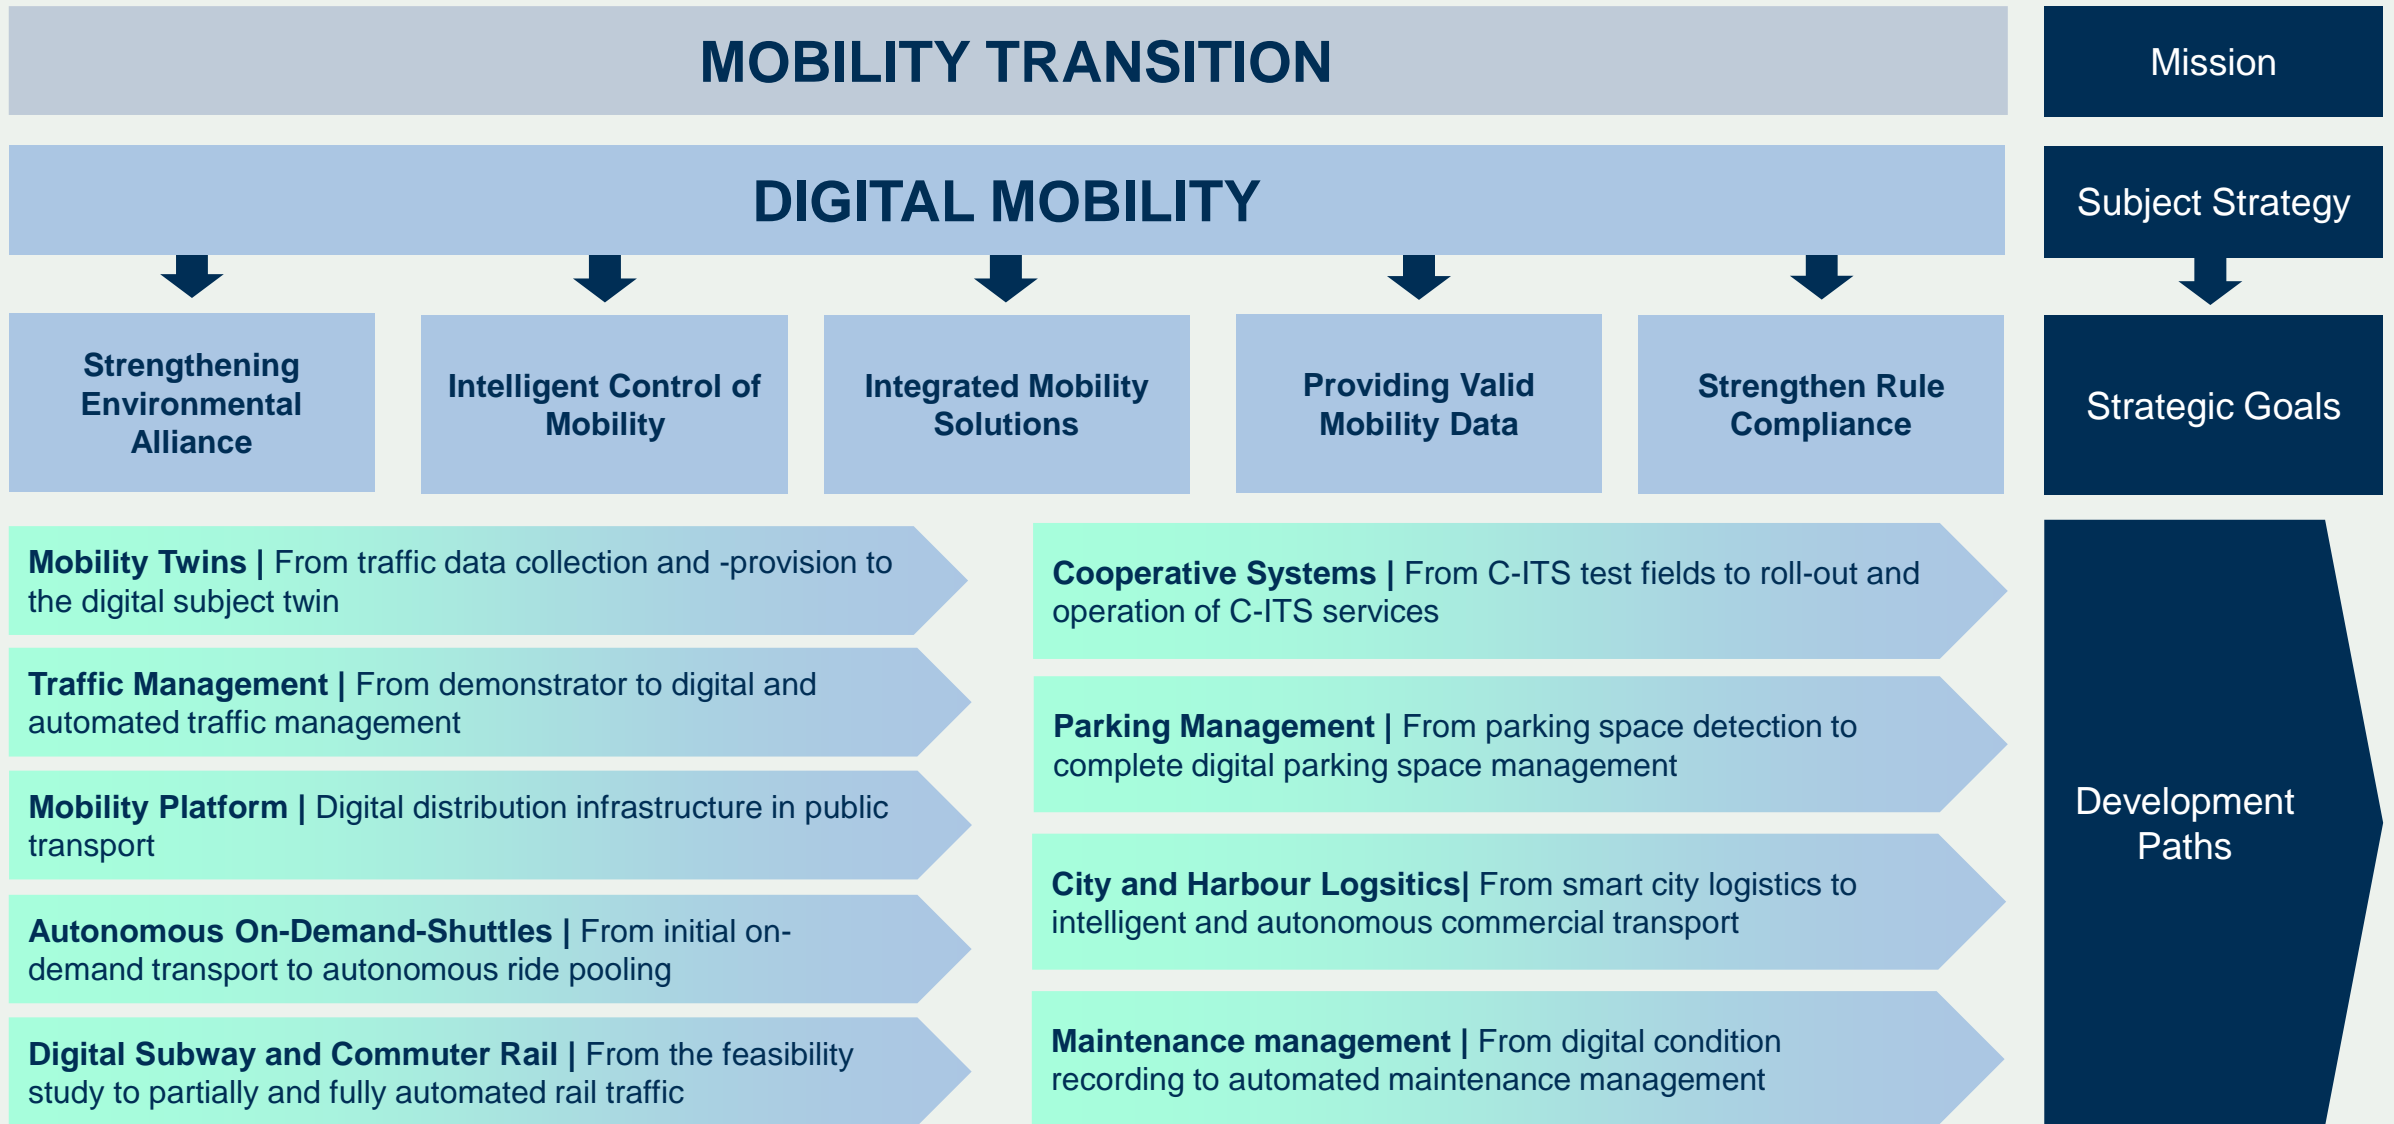 MOBILITY TRANSITION
Mission
DIGITAL MOBILITY
Subject Strategy
Strengthening
Environmental
Alliance
Intelligent Control of
Mobility
Integrated Mobility
Solutions
Providing Valid
Mobility Data
Strengthen Rule
Compliance
Strategic Goals
Mobility Twins | From traffic data collection and -provision to
the digital subject twin
Traffic Management | From demonstrator to digital and
automated traffic management
Mobility Platform | Digital distribution infrastructure in public
transport
Autonomous On-Demand-Shuttles | From initial on-
demand transport to autonomous ride pooling
Digital Subway and Commuter Rail | From the feasibility
study to partially and fully automated rail traffic
Cooperative Systems | From C-ITS test fields to roll-out and
operation of C-ITS services
Parking Management | From parking space detection to
complete digital parking space management
City and Harbour Logsitics| From smart city logistics to
intelligent and autonomous commercial transport
Maintenance management | From digital condition
recording to automated maintenance management
Development
Paths